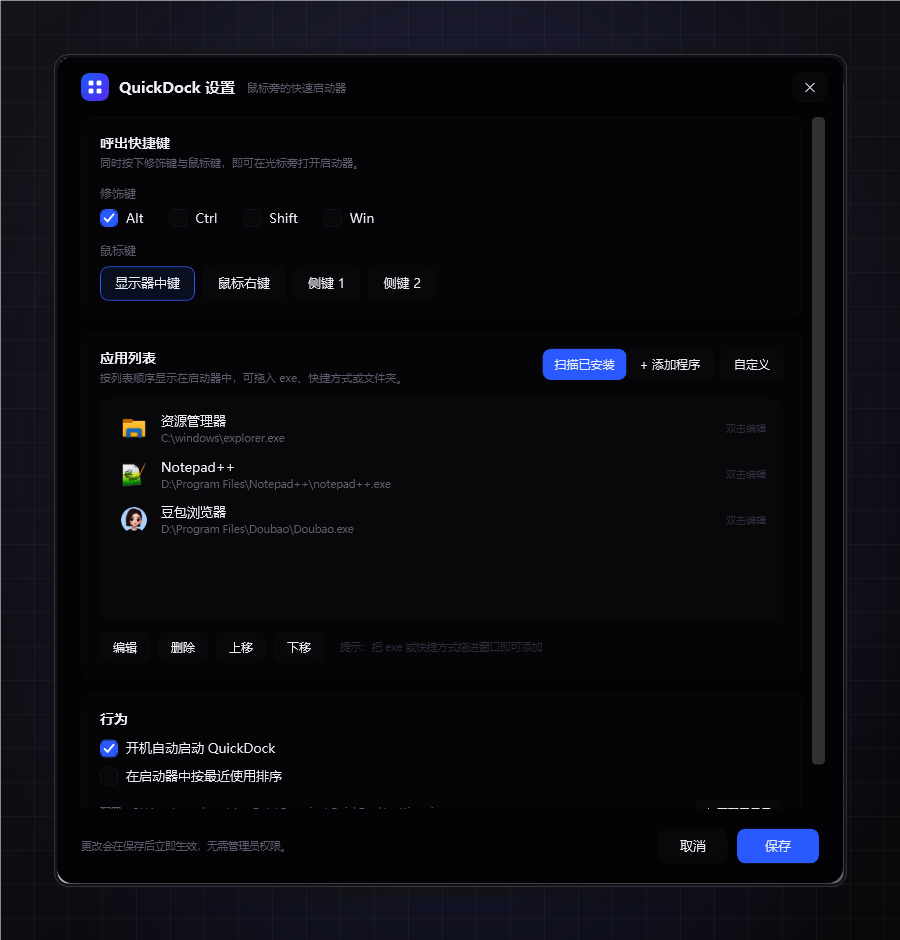 QuickDock 设置 鼠标旁的快速启动器
呼出快捷键
同时按下修饰键与鼠标键，即可在光标旁打开启动器。
修饰键
Alt Ctrl Shift Win
鼠标键
显示器中键 鼠标右键 侧键 1 侧键 2
应用列表
按列表顺序显示在启动器中，可拖入 exe、快捷方式或文件夹。
扫描已安装 + 添加程序 自定义
资源管理器
C:\windows\explorer.exe
双击编辑
Notepad++
D:\Program Files\Notepad++\notepad++.exe
双击编辑
豆包浏览器
D:\Program Files\Doubao\Doubao.exe
双击编辑
编辑 删除 上移 下移 提示：把 exe 或快捷方式拖进窗口即可添加
行为
开机自动启动 QuickDock
在启动器中按最近使用排序
更改会在保存后立即生效，无需管理员权限。
取消 保存